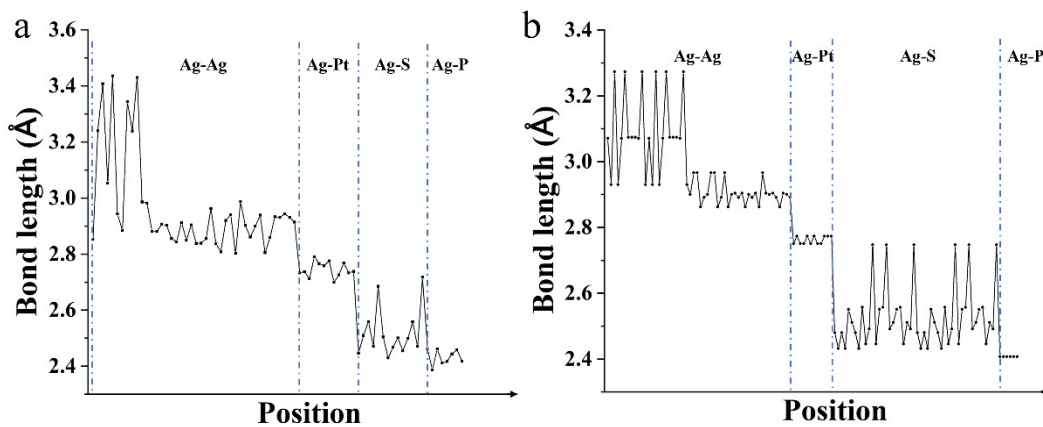 a
Bond length (Å)
3.6
3.4
3.2
3.0
2.8
2.6
2.4
Ag-Ag
Ag-Pt
Ag-S
Ag-P
Position
b
Bond length (Å)
3.4
3.2
3.0
2.8
2.6
2.4
Ag-Ag
Ag-Pt
Ag-S
Ag-P
Position